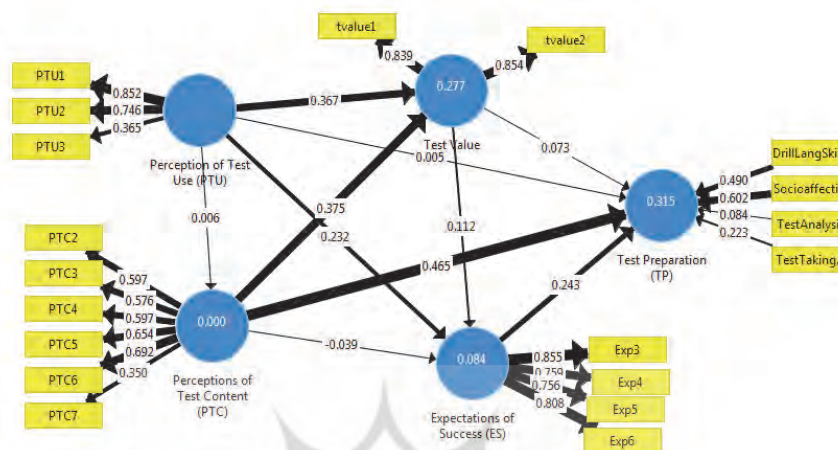 tvalue1
tvalue2
0.839
0.854
PTU1
PTU2
PTU3
0.852
0.746
0.365
0.277
0.367
Test Value
Perception of Test
Use (PTU)
0.005
0.073
DrillLangSkil
Socioaffecti
TestAnalysi
TestTakingA
0.490
0.602
0.084
0.223
0.315
Test Preparation
(TP)
0.006
0.375
0.232
0.112
0.465
0.243
-0.039
PTC2
PTC3
PTC4
PTC5
PTC6
PTC7
0.597
0.576
0.597
0.654
0.692
0.350
0.000
Perceptions of
Test Content
(PTC)
0.084
Expectations of
Success (ES)
0.855
0.759
0.756
0.808
Exp3
Exp4
Exp5
Exp6